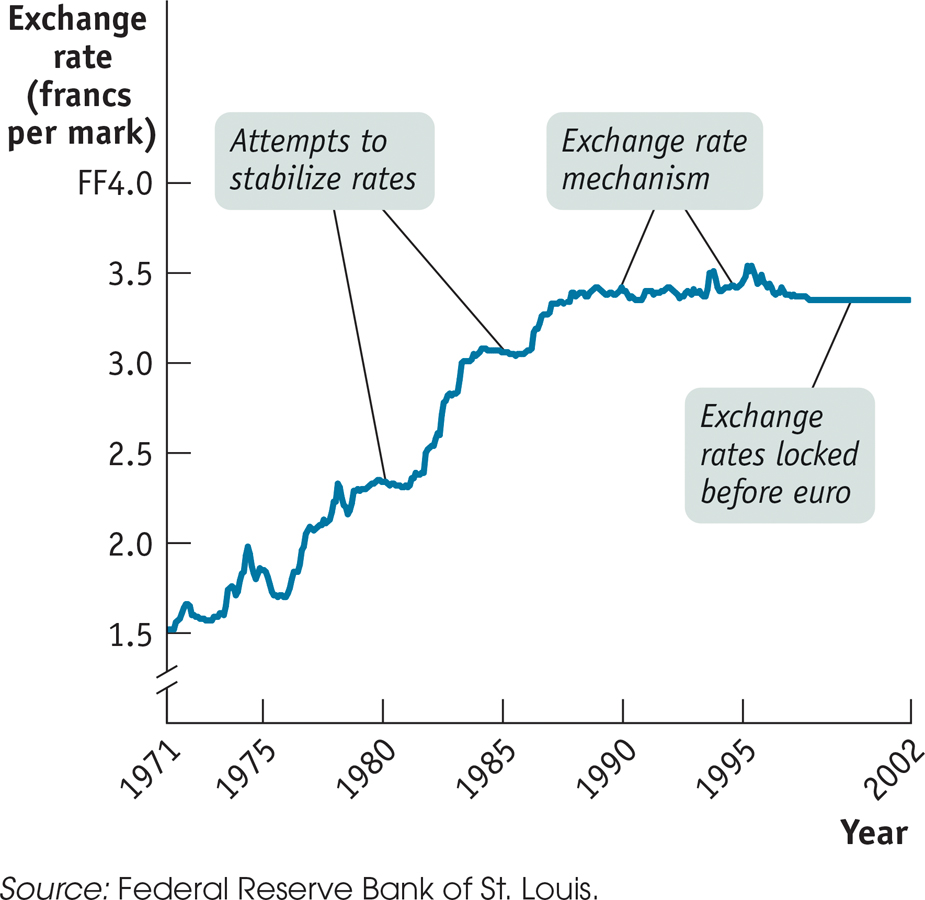 Exchange
rate
(francs
per mark)
Attempts to
stabilize rates
Exchange rate
mechanism
FF4.0
3.5
3.0
2.5
2.0
1.5
Exchange
rates locked
before euro
1971
1975
1980
1985
1990
1995
2002
Year
Source: Federal Reserve Bank of St. Louis.